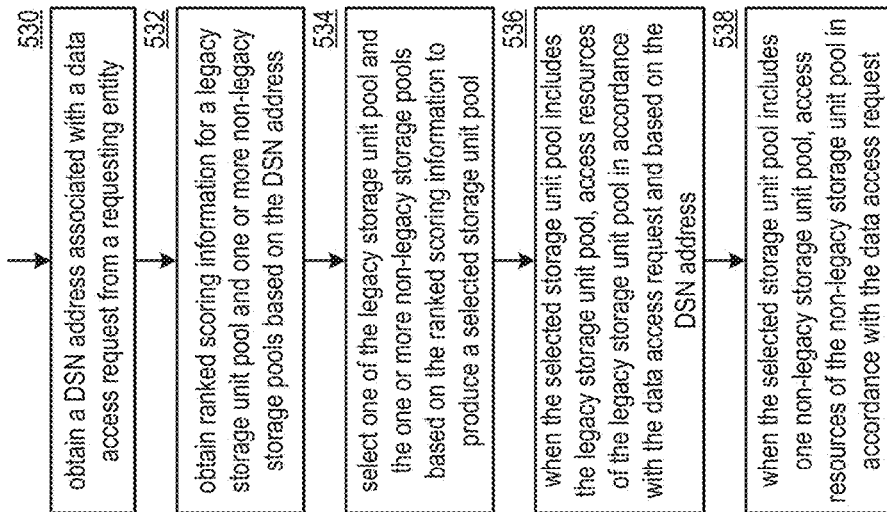 530
obtain a DSN address associated with a data
access request from a requesting entity
532
obtain ranked scoring information for a legacy
storage unit pool and one or more non-legacy
storage pools based on the DSN address
534
select one of the legacy storage unit pool and
the one or more non-legacy storage pools
based on the ranked scoring information to
produce a selected storage unit pool
536
when the selected storage unit pool includes
the legacy storage unit pool, access resources
of the legacy storage unit pool in accordance
with the data access request and based on the
DSN address
538
when the selected storage unit pool includes
one non-legacy storage unit pool, access
resources of the non-legacy storage unit pool in
accordance with the data access request